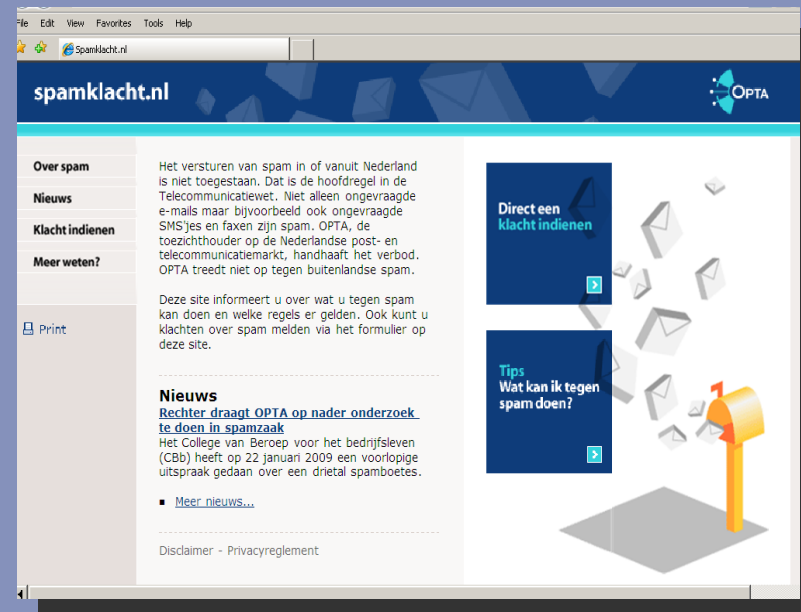 File Edit View Favorites Tools Help
Spamklacht.nl
spamklacht.nl
OPTA
Over spam
Nieuws
Klacht indienen
Meer weten?
Print
Het versturen van spam in of vanuit Nederland
is niet toegestaan. Dat is de hoofdregel in de
Telecommunicatiewet. Niet alleen ongevraagde
e-mails maar bijvoorbeeld ook ongevraagde
SMS'jes en faxen zijn spam. OPTA, de
toezichthouder op de Nederlandse post- en
telecommunicatiemarkt, handhaaft het verbod.
OPTA treedt niet op tegen buitenlandse spam.
Deze site informeert u over wat u tegen spam
kan doen en welke regels er gelden. Ook kunt u
klachten over spam melden via het formulier op
deze site.
Nieuws
Rechter draagt OPTA op nader onderzoek
te doen in spamzaak
Het College van Beroep voor het bedrijfsleven
(CBb) heeft op 22 januari 2009 een voorlopige
uitspraak gedaan over een drietal spamboetes.
Meer nieuws...
Disclaimer - Privacyreglement
Direct een
klacht indienen
Tips
Wat kan ik tegen
spam doen?